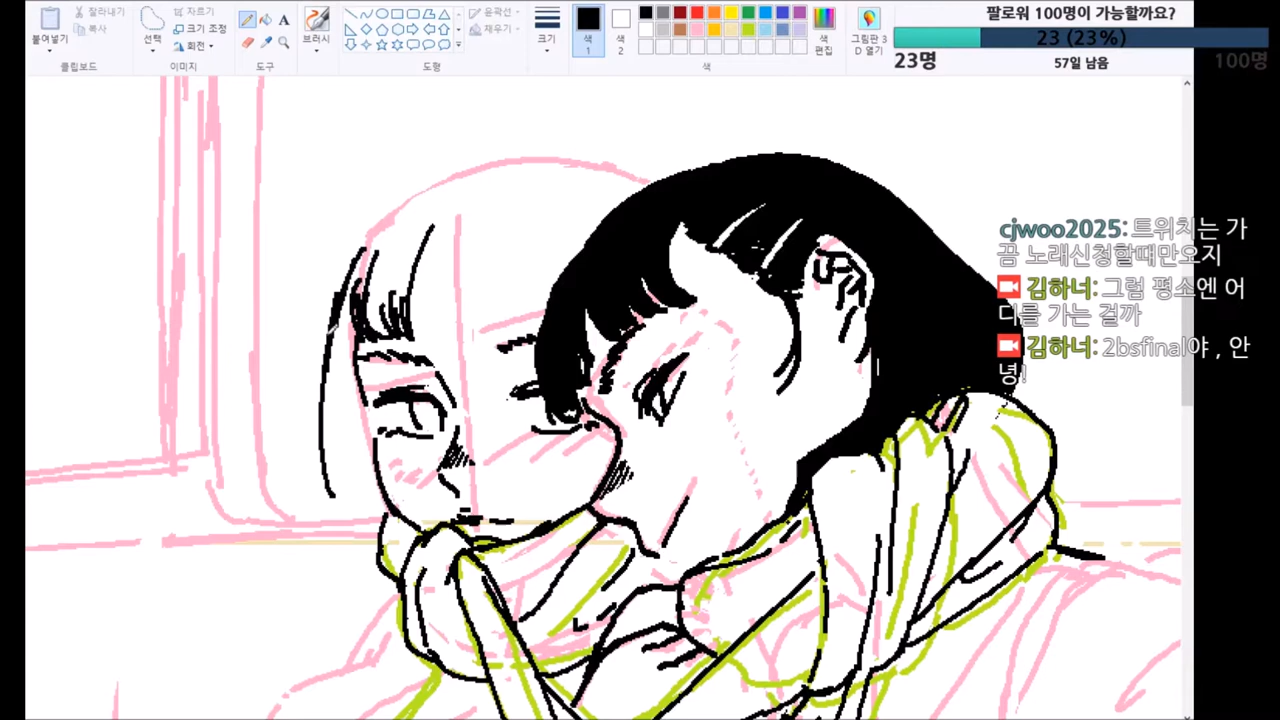 붙여넣기
잘라내기
복사
클립보드
선택
자르기
크기 조정
회전
이미지
A
도구
브러시
윤곽선
채우기
도형
크기
색
1
색
2
색
편집
색
그림판 3
D 열기
팔로워 100명이 가능할까요?
23 (23%)
23명
57일 남음
100명
cjwoo2025: 트위치는 가
끔 노래신청할때만오지
김하너: 그럼 평소엔 어
디를 가는 걸까
김하너: 2bsfinal야 , 안
녕!